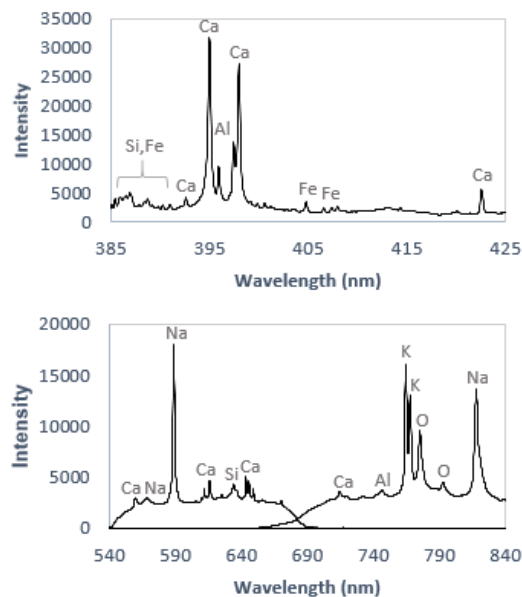 35000
30000
25000
20000
15000
10000
5000
0
Intensity
Ca
Ca
Al
Si,Fe
Ca
Fe
Fe
Ca
385 395 405 415 425
Wavelength (nm)
20000
15000
10000
5000
0
Intensity
Na
K
K
Na
O
Ca
Si
Ca
Ca
Na
Ca
Al
O
540 590 640 690 740 790 840
Wavelength (nm)